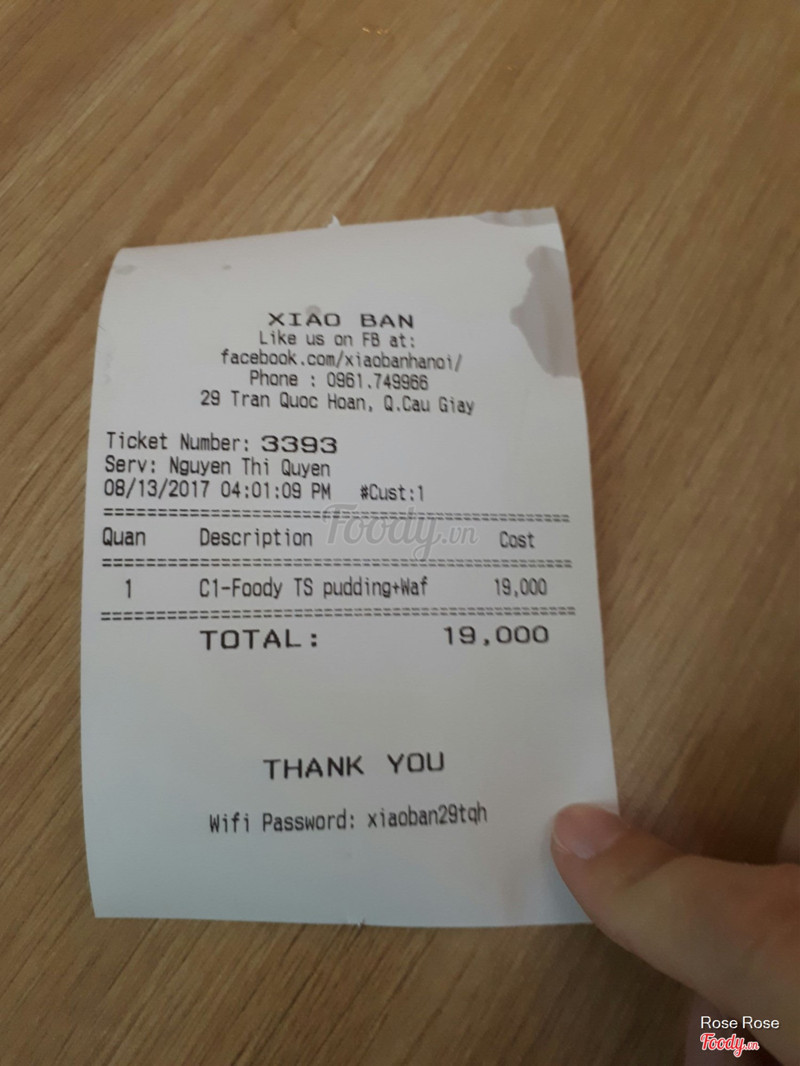 XIAO BAN
Like us on FB at:
facebook.com/xiaobanhanoi/
Phone : 0961.749966
29 Tran Quoc Hoan, Q.Cau Giay
Ticket Number: 3393
Serv: Nguyen Thi Quyen
08/13/2017 04:01:09 PM #Cust:1
Foody.vn
Quan Description Cost
1 C1-Foody TS pudding+Waf 19,000
TOTAL: 19,000
THANK YOU
Wifi Password: xiaoban29tqh
Rose Rose
Foody.vn